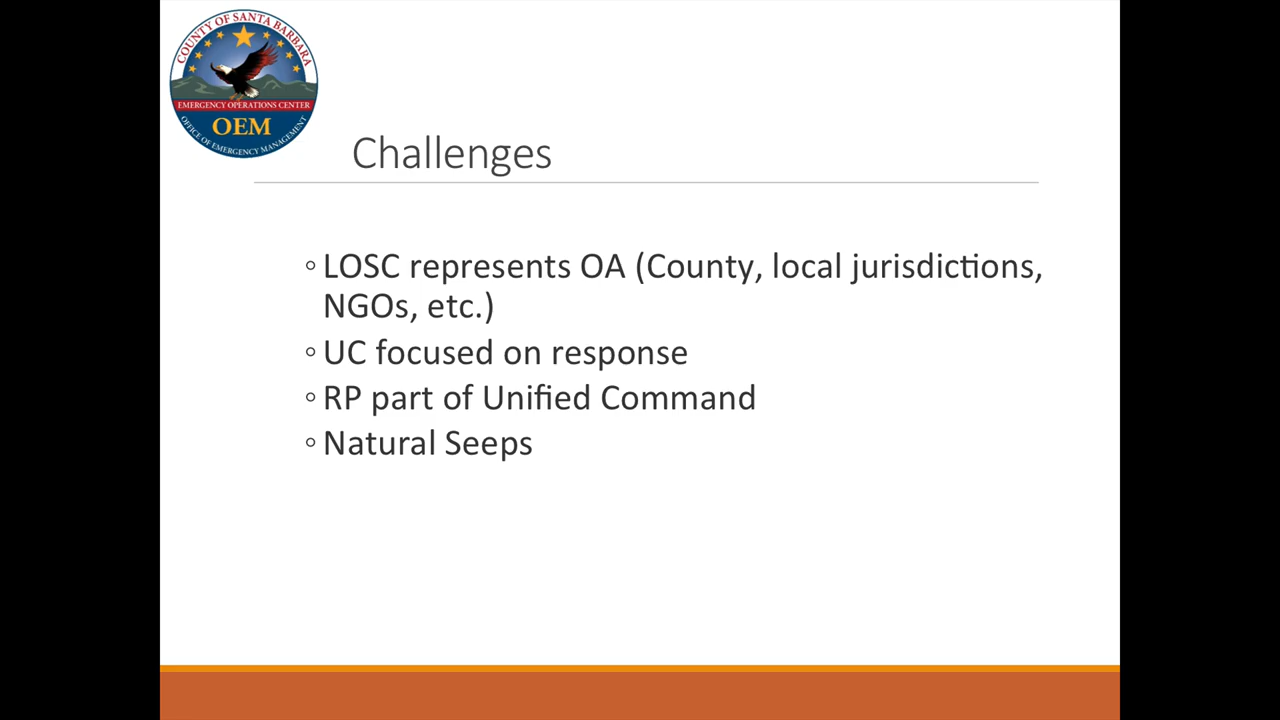 COUNTY OF SANTA BARBARA
EMERGENCY OPERATIONS CENTER
OEM
OFFICE OF EMERGENCY MANAGEMENT
Challenges
◦ LOSC represents OA (County, local jurisdictions,
NGOs, etc.)
◦ UC focused on response
◦ RP part of Unified Command
◦ Natural Seeps